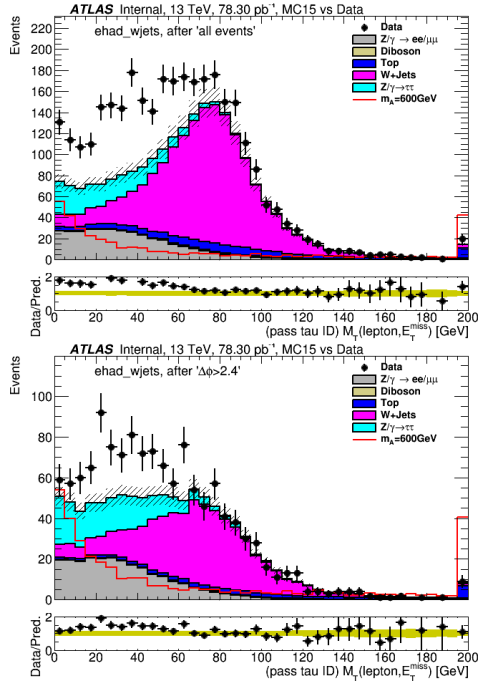 ATLAS Internal, 13 TeV, 78.30 pb⁻¹, MC15 vs Data
Events
ehad_wjets, after 'all events'
Data
Z/γ → ee/μμ
Diboson
Top
W+Jets
Z/γ→ττ
m_A=600GeV
220
200
180
160
140
120
100
80
60
40
20
0
Data/Pred.
2
1
0
0 20 40 60 80 100 120 140 160 180 200
(pass tau ID) M_T(lepton,E_T^miss) [GeV]
ATLAS Internal, 13 TeV, 78.30 pb⁻¹, MC15 vs Data
Events
ehad_wjets, after 'Δϕ>2.4'
Data
Z/γ → ee/μμ
Diboson
Top
W+Jets
Z/γ→ττ
m_A=600GeV
120
100
80
60
40
20
0
Data/Pred.
2
1
0
0 20 40 60 80 100 120 140 160 180 200
(pass tau ID) M_T(lepton,E_T^miss) [GeV]